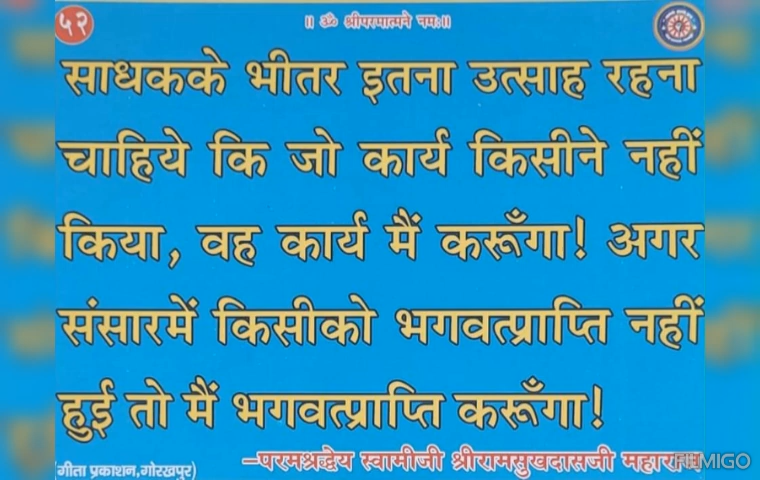 ५२
॥ ॐ श्रीपरमात्मने नमः॥
साधकके भीतर इतना उत्साह रहना
चाहिये कि जो कार्य किसीने नहीं
किया, वह कार्य मैं करूँगा! अगर
संसारमें किसीको भगवत्प्राप्ति नहीं
हुई तो मैं भगवत्प्राप्ति करूँगा!
–परमश्रद्धेय स्वामीजी श्रीरामसुखदासजी
(गीता प्रकाशन,गोरखपुर)
FILMIGO